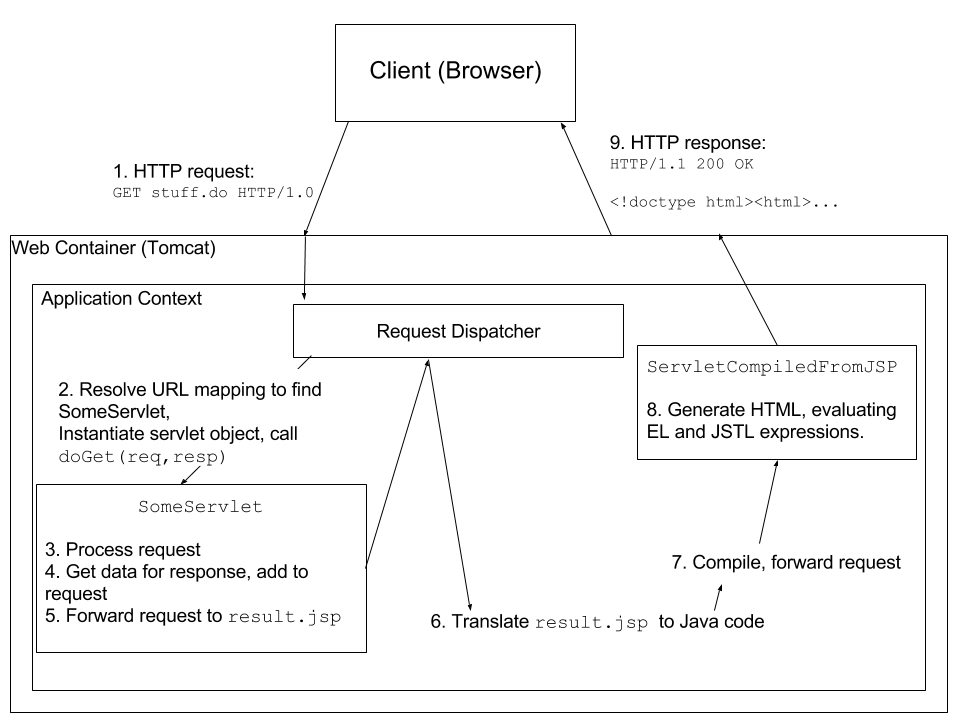 Client (Browser)
1. HTTP request:
GET stuff.do HTTP/1.0
9. HTTP response:
HTTP/1.1 200 OK
<!doctype html><html>...
Web Container (Tomcat)
Application Context
Request Dispatcher
2. Resolve URL mapping to find
SomeServlet,
Instantiate servlet object, call
doGet(req,resp)
SomeServlet
3. Process request
4. Get data for response, add to
request
5. Forward request to result.jsp
6. Translate result.jsp to Java code
7. Compile, forward request
ServletCompiledFromJSP
8. Generate HTML, evaluating
EL and JSTL expressions.